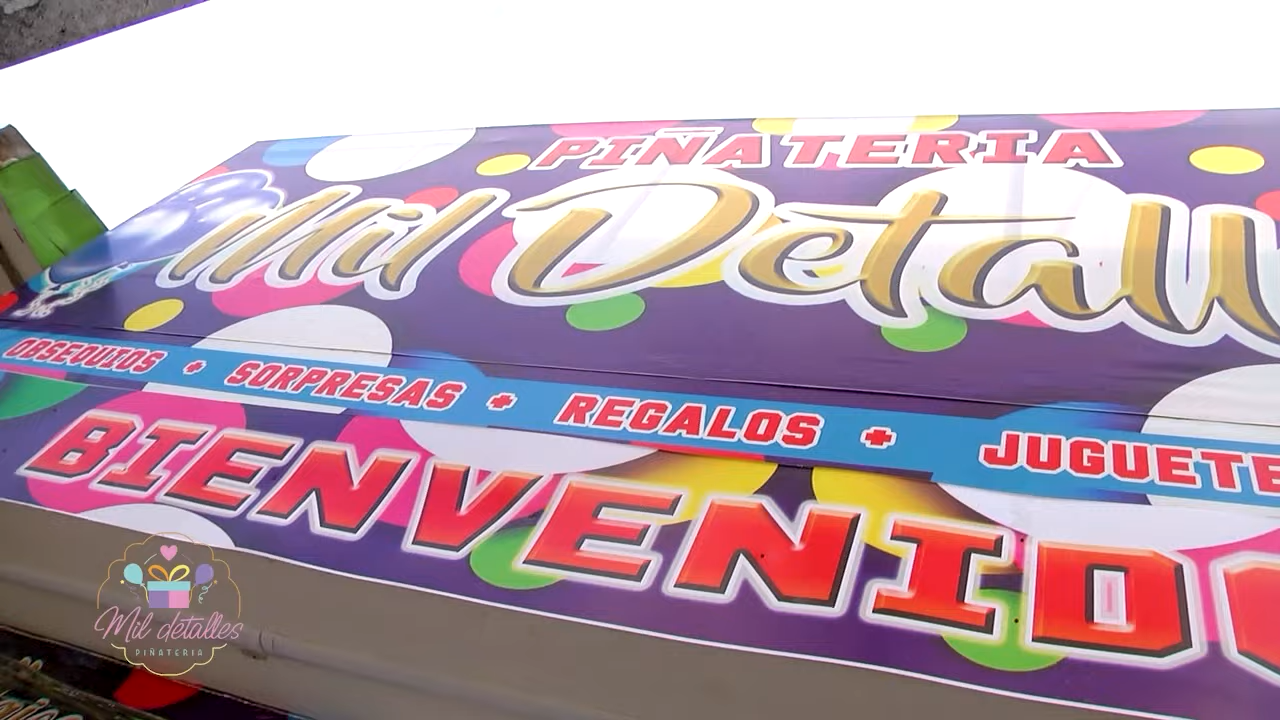 PIÑATERIA
Mil Detall
OBSEQUIOS + SORPRESAS + REGALOS + JUGUETE
BIENVENIDO
Mil detalles
PIÑATERIA